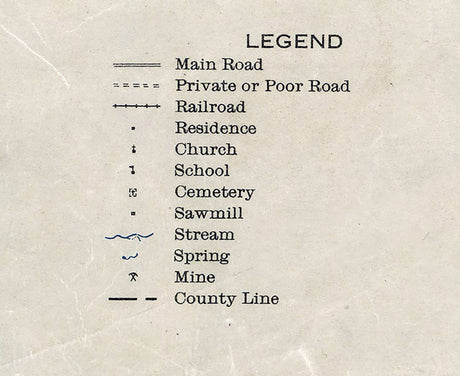 LEGEND
Main Road
Private or Poor Road
Railroad
Residence
Church
School
Cemetery
Sawmill
Stream
Spring
Mine
County Line